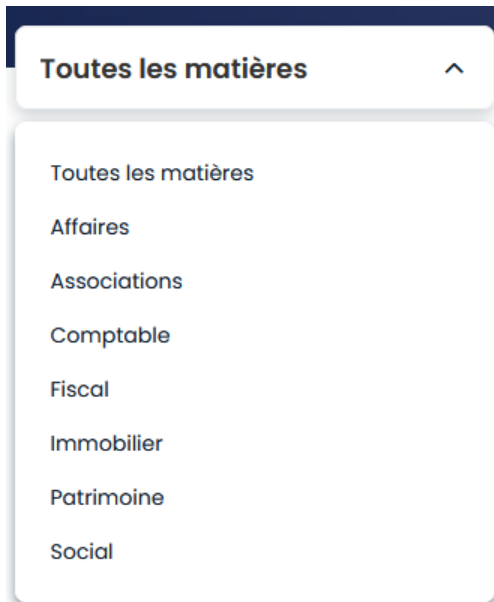 Toutes les matières
Toutes les matières
Affaires
Associations
Comptable
Fiscal
Immobilier
Patrimoine
Social